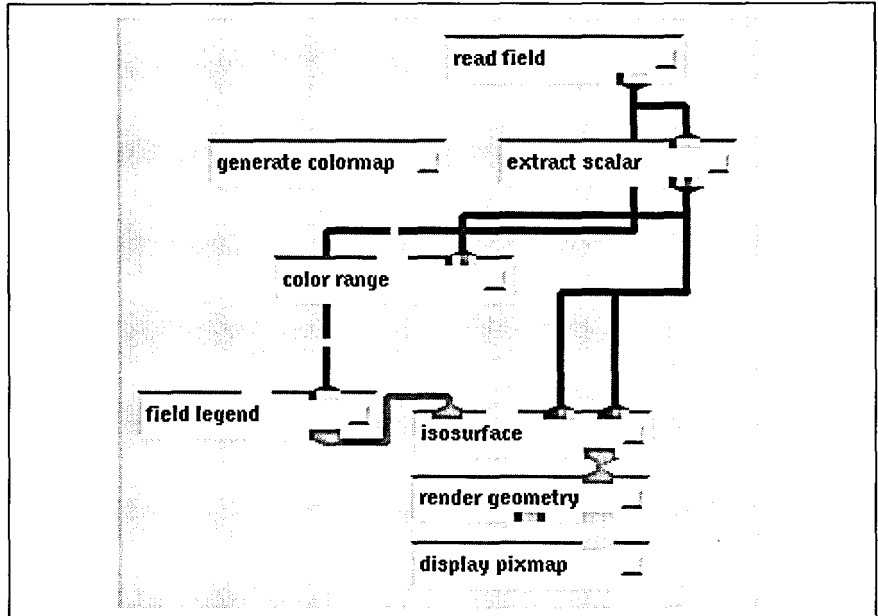 read field
generate colormap
extract scalar
color range
field legend
isosurface
render geometry
display pixmap